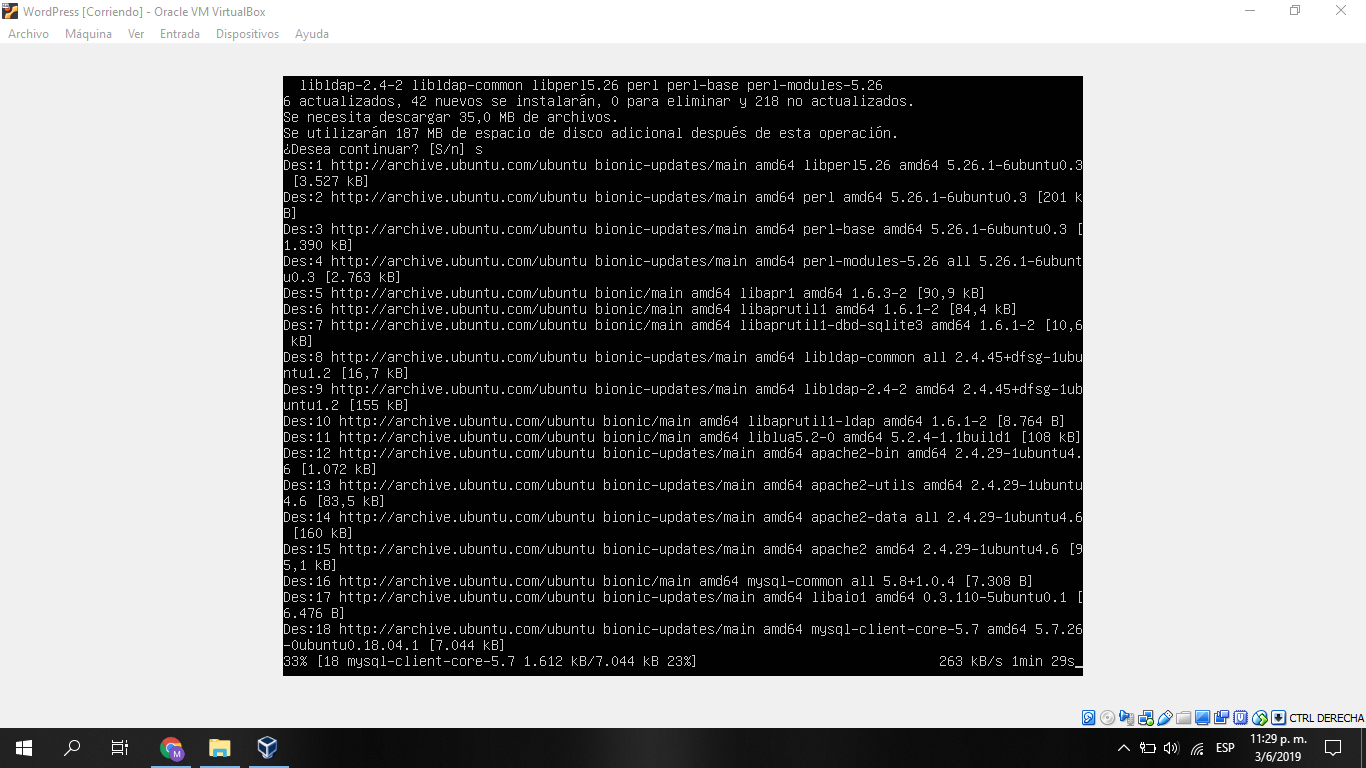 WordPress [Corriendo] - Oracle VM VirtualBox
Archivo Máquina Ver Entrada Dispositivos Ayuda
libldap-2.4-2 libldap-common libperl5.26 perl perl-base perl-modules-5.26
6 actualizados, 42 nuevos se instalarán, 0 para eliminar y 218 no actualizados.
Se necesita descargar 35,0 MB de archivos.
Se utilizarán 187 MB de espacio de disco adicional después de esta operación.
¿Desea continuar? [S/n] s
Des:1 http://archive.ubuntu.com/ubuntu bionic-updates/main amd64 libperl5.26 amd64 5.26.1-6ubuntu0.3
[3.527 kB]
Des:2 http://archive.ubuntu.com/ubuntu bionic-updates/main amd64 perl amd64 5.26.1-6ubuntu0.3 [201 k
B]
Des:3 http://archive.ubuntu.com/ubuntu bionic-updates/main amd64 perl-base amd64 5.26.1-6ubuntu0.3 [
1.390 kB]
Des:4 http://archive.ubuntu.com/ubuntu bionic-updates/main amd64 perl-modules-5.26 all 5.26.1-6ubunt
u0.3 [2.763 kB]
Des:5 http://archive.ubuntu.com/ubuntu bionic/main amd64 libapr1 amd64 1.6.3-2 [90,9 kB]
Des:6 http://archive.ubuntu.com/ubuntu bionic/main amd64 libaprutil1 amd64 1.6.1-2 [84,4 kB]
Des:7 http://archive.ubuntu.com/ubuntu bionic/main amd64 libaprutil1-dbd-sqlite3 amd64 1.6.1-2 [10,6
kB]
Des:8 http://archive.ubuntu.com/ubuntu bionic-updates/main amd64 libldap-common all 2.4.45+dfsg-1ubu
ntu1.2 [16,7 kB]
Des:9 http://archive.ubuntu.com/ubuntu bionic-updates/main amd64 libldap-2.4-2 amd64 2.4.45+dfsg-1ub
untu1.2 [155 kB]
Des:10 http://archive.ubuntu.com/ubuntu bionic/main amd64 libaprutil1-ldap amd64 1.6.1-2 [8.764 B]
Des:11 http://archive.ubuntu.com/ubuntu bionic/main amd64 liblua5.2-0 amd64 5.2.4-1.1build1 [108 kB]
Des:12 http://archive.ubuntu.com/ubuntu bionic-updates/main amd64 apache2-bin amd64 2.4.29-1ubuntu4.
6 [1.072 kB]
Des:13 http://archive.ubuntu.com/ubuntu bionic-updates/main amd64 apache2-utils amd64 2.4.29-1ubuntu
4.6 [83,5 kB]
Des:14 http://archive.ubuntu.com/ubuntu bionic-updates/main amd64 apache2-data all 2.4.29-1ubuntu4.6
[160 kB]
Des:15 http://archive.ubuntu.com/ubuntu bionic-updates/main amd64 apache2 amd64 2.4.29-1ubuntu4.6 [9
5,1 kB]
Des:16 http://archive.ubuntu.com/ubuntu bionic/main amd64 mysql-common all 5.8+1.0.4 [7.308 B]
Des:17 http://archive.ubuntu.com/ubuntu bionic-updates/main amd64 libaio1 amd64 0.3.110-5ubuntu0.1 [
6.476 B]
Des:18 http://archive.ubuntu.com/ubuntu bionic-updates/main amd64 mysql-client-core-5.7 amd64 5.7.26
-0ubuntu0.18.04.1 [7.044 kB]
33% [18 mysql-client-core-5.7 1.612 kB/7.044 kB 23%] 263 kB/s 1min 29s_
CTRL DERECHA
M
ESP
11:29 p. m.
3/6/2019